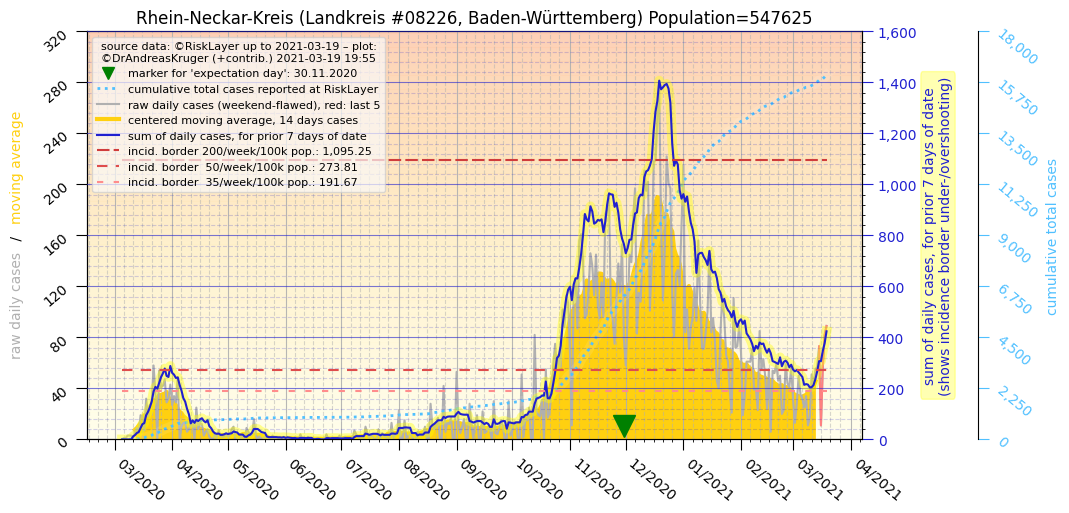 Rhein-Neckar-Kreis (Landkreis #08226, Baden-Württemberg) Population=547625
source data: ©RiskLayer up to 2021-03-19 – plot:
©DrAndreasKruger (+contrib.) 2021-03-19 19:55
marker for 'expectation day': 30.11.2020
cumulative total cases reported at RiskLayer
raw daily cases (weekend-flawed), red: last 5
centered moving average, 14 days cases
sum of daily cases, for prior 7 days of date
incid. border 200/week/100k pop.: 1,095.25
incid. border  50/week/100k pop.: 273.81
incid. border  35/week/100k pop.: 191.67
raw daily cases / moving average
320
280
240
200
160
120
80
40
0
03/2020
04/2020
05/2020
06/2020
07/2020
08/2020
09/2020
10/2020
11/2020
12/2020
01/2021
02/2021
03/2021
04/2021
1,600
1,400
1,200
1,000
800
600
400
200
0
sum of daily cases, for prior 7 days of date
(shows incidence border under-/overshooting)
18,000
15,750
13,500
11,250
9,000
6,750
4,500
2,250
0
cumulative total cases